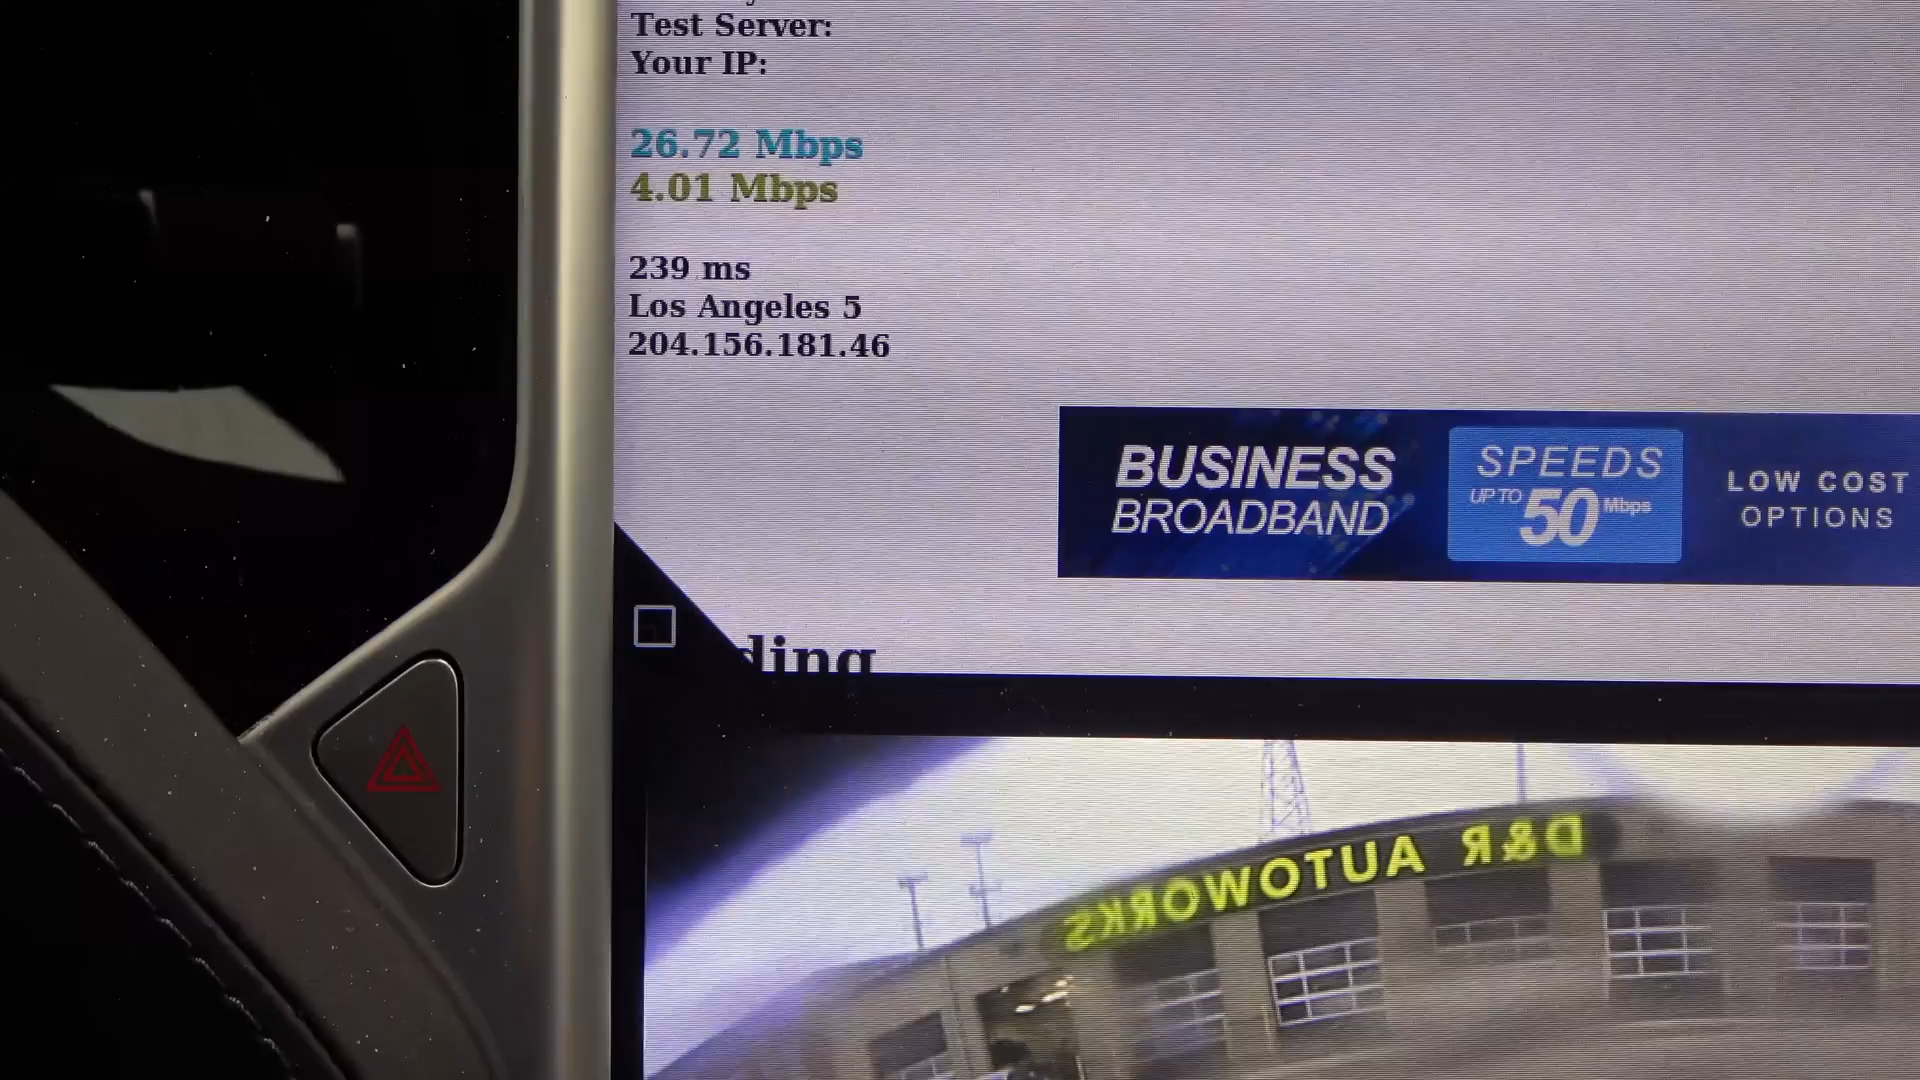 Test Server:
Your IP:
26.72 Mbps
4.01 Mbps
239 ms
Los Angeles 5
204.156.181.46
BUSINESS
BROADBAND
SPEEDS
UP TO 50 Mbps
LOW COST
OPTIONS
ding
D&R AUTOWORKS